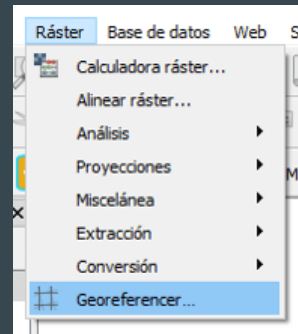 Ráster Base de datos Web S
Calculadora ráster...
Alinear ráster...
Análisis
Proyecciones
M
Miscelánea
Extracción
Conversión
Georeferencer...